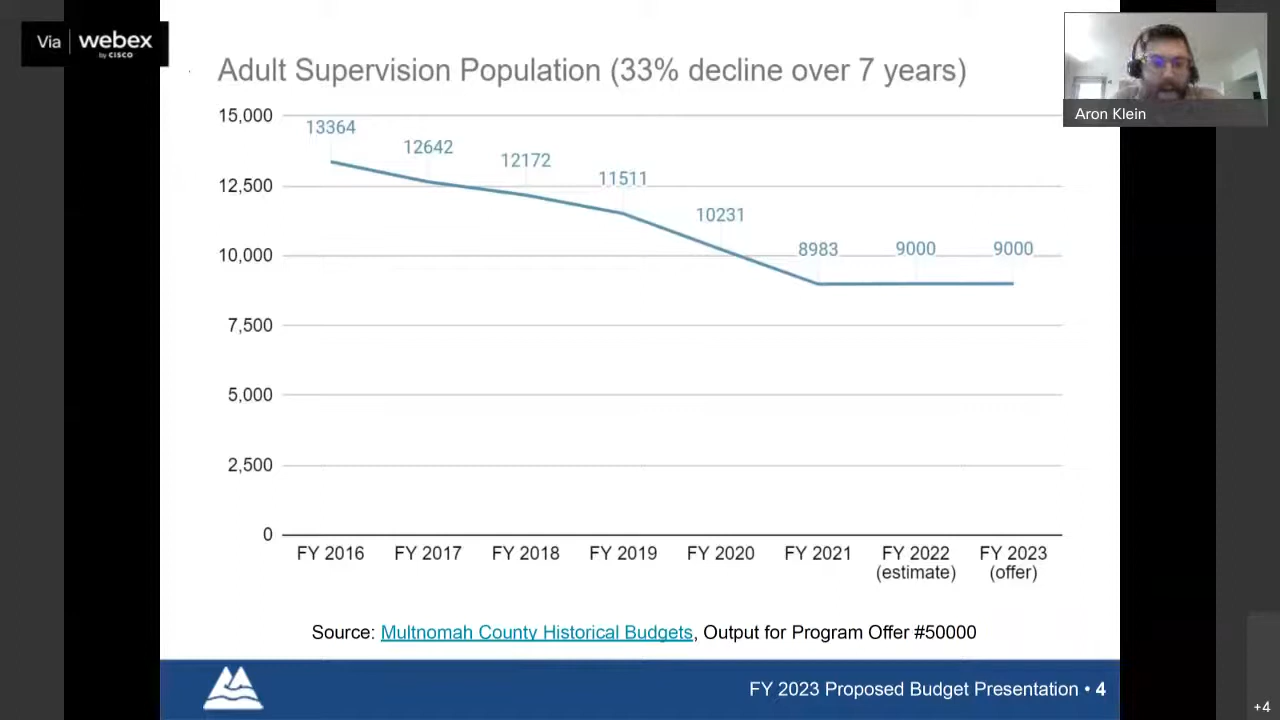 Via webex
by CISCO
Adult Supervision Population (33% decline over 7 years)
Aron Klein
15,000
13364
12642
12172
11511
12,500
10231
10,000
8983
9000
9000
7,500
5,000
2,500
0
FY 2016
FY 2017
FY 2018
FY 2019
FY 2020
FY 2021
FY 2022
(estimate)
FY 2023
(offer)
Source: Multnomah County Historical Budgets, Output for Program Offer #50000
FY 2023 Proposed Budget Presentation • 4
+4